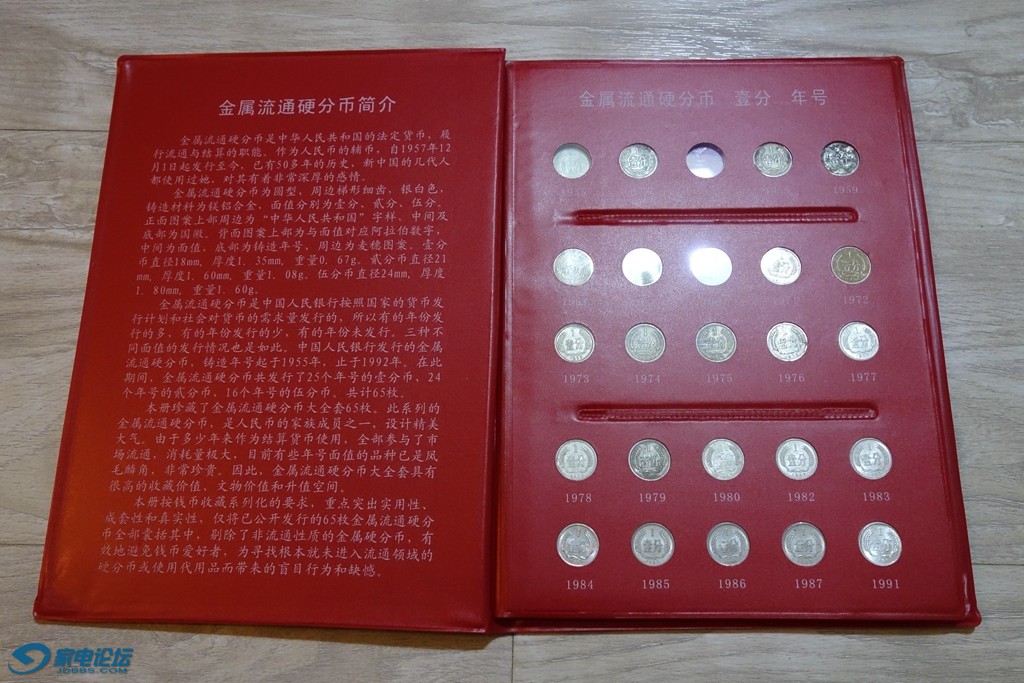 金属流通硬分币简介
金属流通硬分币是中华人民共和国的法定货币，履
行流通与结算的职能，作为人民币的辅币，自1957年12
月1日起发行至今，已有50多年的历史，新中国的几代人
都使用过她，对其有着非常深厚的感情。
金属流通硬分币为圆型，周边梯形细齿，银白色，
铸造材料为镁铝合金，面值分别为壹分，贰分，伍分。
正面图案上部周边为“中华人民共和国”字样，中间及
底部为国徽。背面图案上部为与面值对应阿拉伯数字，
中间为面值，底部为铸造年号，周边为麦穗图案。壹分
币直径18mm，厚度1.35mm，重量0.67g。贰分币直径21
mm，厚度1.60mm，重量1.08g。伍分币直径24mm，厚度
1.80mm，重量1.60g。
金属流通硬分币是中国人民银行按照国家的货币发
行计划和社会对货币的需求量发行的，所以有的年份发
行的多，有的年份发行的少，有的年份未发行。三种不
同面值的发行情况也是如此。中国人民银行发行的金属
流通硬分币，铸造年号起于1955年，止于1992年。在此
期间，金属流通硬分币共发行了25个年号的壹分币，24
个年号的贰分币，16个年号的伍分币。共计65枚。
本册珍藏了金属流通硬分币大全套65枚。此系列的
金属流通硬分币，是人民币的家族成员之一，设计精美
大气。由于多少年来作为结算货币使用，全部参与了市
场流通，消耗量极大，目前有些年号面值的品种已是凤
毛麟角，非常珍贵。因此，金属流通硬分币大全套具有
很高的收藏价值，文物价值和升值空间。
本册按钱币收藏系列化的要求，重点突出实用性、
成套性和真实性，仅将已公开发行的65枚金属流通硬分
币全部囊括其中，剔除了非流通性质的金属硬分币，有
效地避免钱币爱好者，为寻找根本就未进入流通领域的
硬分币或使用代用品而带来的盲目行为和缺憾。
金属流通硬分币 壹分 年号
1959
1972
1973 1974 1975 1976 1977
1978 1979 1980 1982 1983
1984 1985 1986 1987 1991
家电论坛
JDBBS.COM